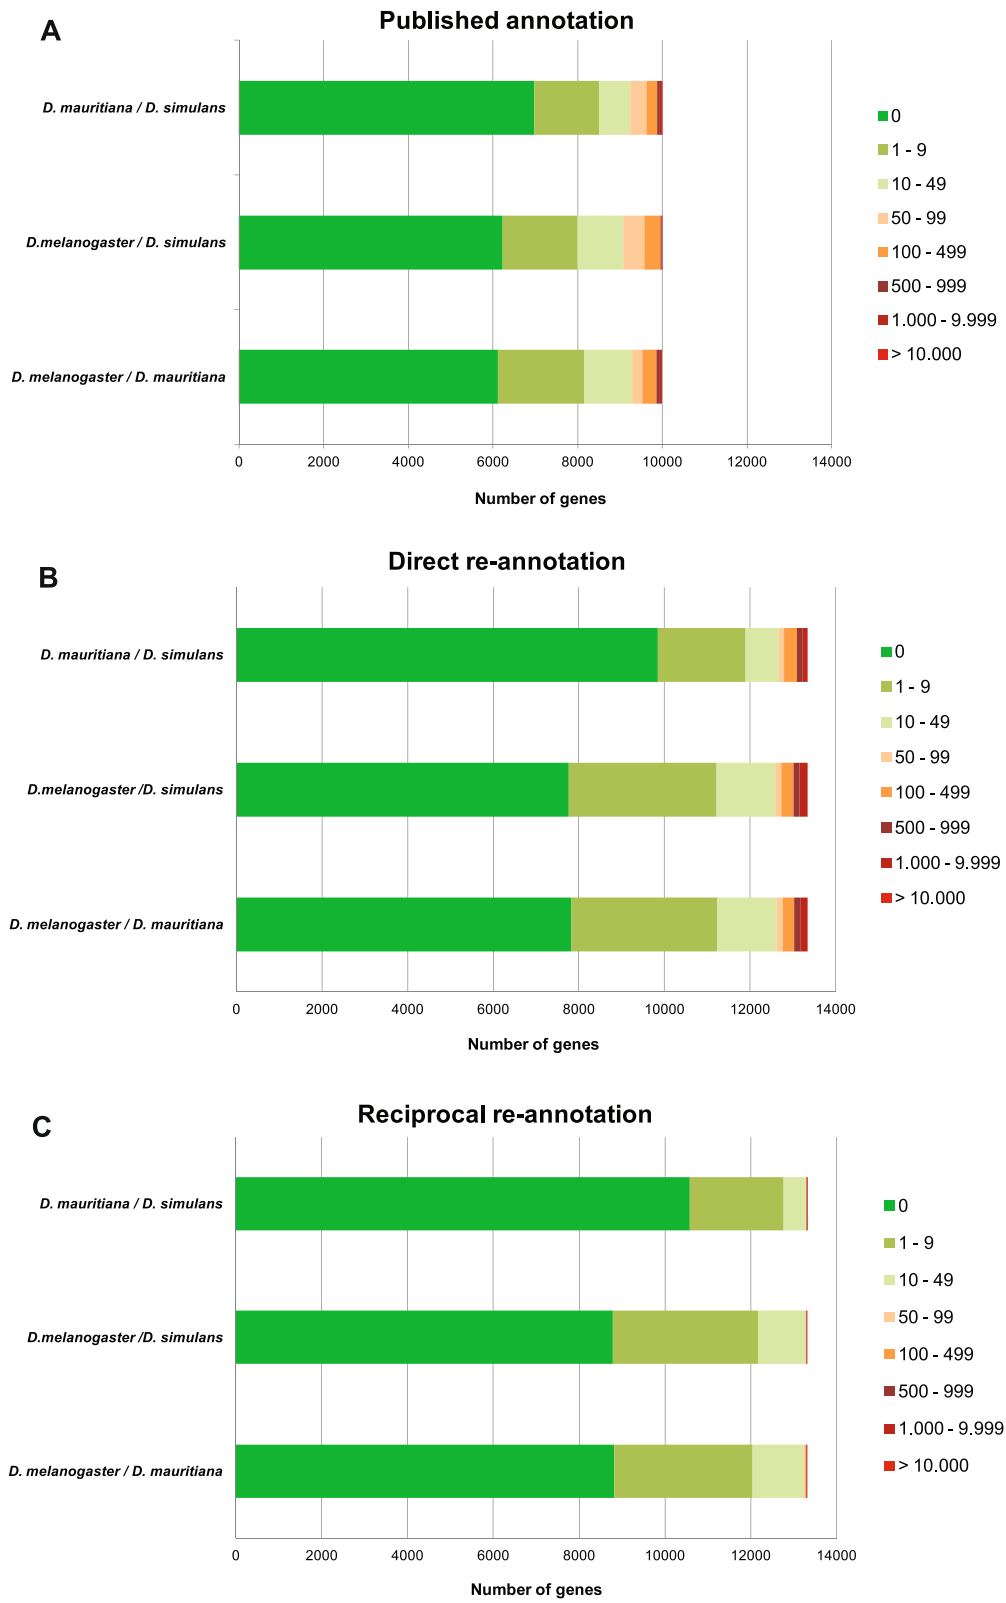 A
Published annotation
D. mauritiana / D. simulans
D.melanogaster / D. simulans
D. melanogaster / D. mauritiana
0
1 - 9
10 - 49
50 - 99
100 - 499
500 - 999
1.000 - 9.999
> 10.000
0 2000 4000 6000 8000 10000 12000 14000
Number of genes
B
Direct re-annotation
D. mauritiana / D. simulans
D.melanogaster /D. simulans
D. melanogaster / D. mauritiana
0
1 - 9
10 - 49
50 - 99
100 - 499
500 - 999
1.000 - 9.999
> 10.000
0 2000 4000 6000 8000 10000 12000 14000
Number of genes
C
Reciprocal re-annotation
D. mauritiana / D. simulans
D.melanogaster /D. simulans
D. melanogaster / D. mauritiana
0
1 - 9
10 - 49
50 - 99
100 - 499
500 - 999
1.000 - 9.999
> 10.000
0 2000 4000 6000 8000 10000 12000 14000
Number of genes